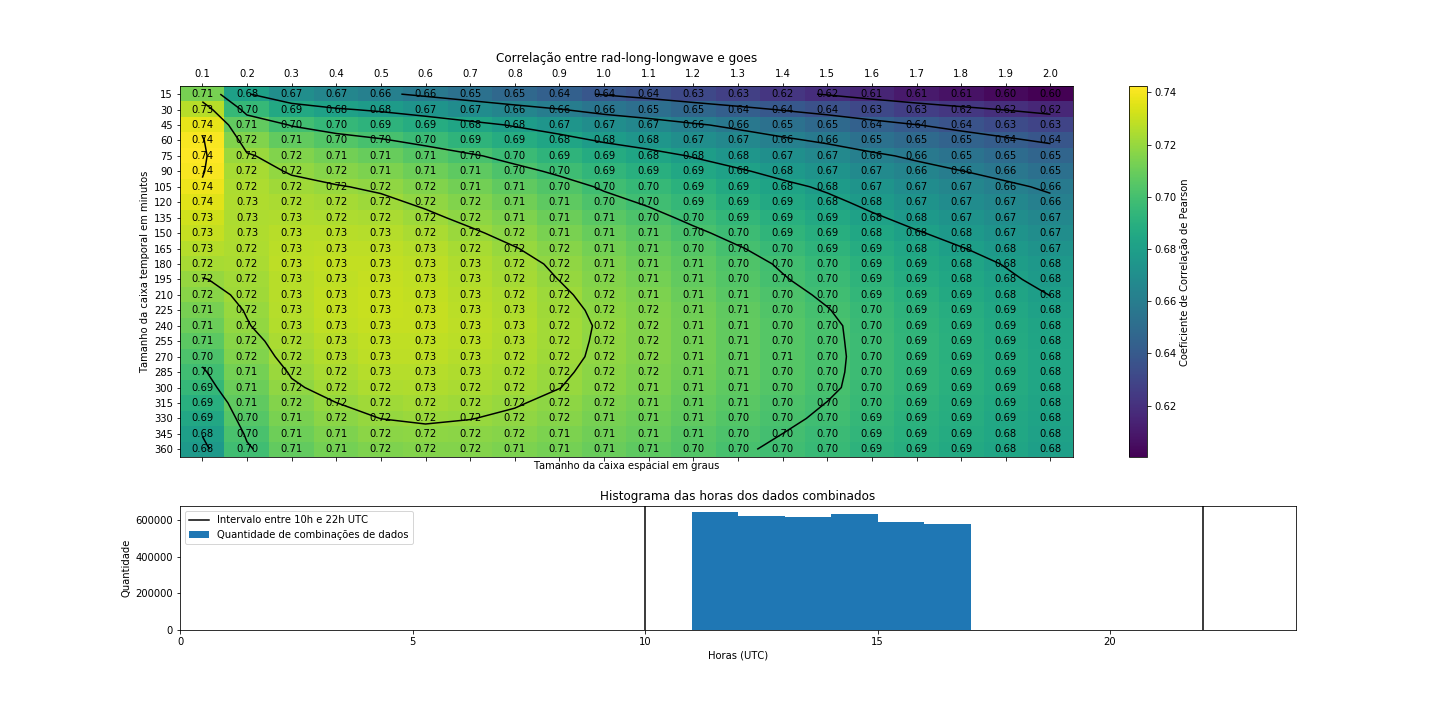 Correlação entre rad-long-longwave e goes
0.1 0.2 0.3 0.4 0.5 0.6 0.7 0.8 0.9 1.0 1.1 1.2 1.3 1.4 1.5 1.6 1.7 1.8 1.9 2.0
15 0.71 0.68 0.67 0.67 0.66 0.66 0.65 0.65 0.64 0.64 0.64 0.63 0.63 0.62 0.62 0.61 0.61 0.61 0.60 0.60
30 0.73 0.70 0.69 0.68 0.68 0.67 0.67 0.66 0.66 0.66 0.65 0.65 0.64 0.64 0.64 0.63 0.63 0.62 0.62 0.62
45 0.74 0.71 0.70 0.70 0.69 0.69 0.68 0.68 0.67 0.67 0.67 0.66 0.66 0.65 0.65 0.64 0.64 0.64 0.63 0.63
60 0.74 0.72 0.71 0.70 0.70 0.70 0.69 0.69 0.68 0.68 0.68 0.67 0.67 0.66 0.66 0.65 0.65 0.65 0.64 0.64
75 0.74 0.72 0.72 0.71 0.71 0.71 0.70 0.70 0.69 0.69 0.68 0.68 0.68 0.67 0.67 0.66 0.66 0.65 0.65 0.65
90 0.74 0.72 0.72 0.72 0.71 0.71 0.71 0.70 0.70 0.69 0.69 0.69 0.68 0.68 0.67 0.67 0.66 0.66 0.66 0.65
105 0.74 0.72 0.72 0.72 0.72 0.72 0.71 0.71 0.70 0.70 0.70 0.69 0.69 0.68 0.68 0.67 0.67 0.67 0.66 0.66
120 0.74 0.73 0.72 0.72 0.72 0.72 0.72 0.71 0.71 0.70 0.70 0.69 0.69 0.69 0.68 0.68 0.67 0.67 0.67 0.66
135 0.73 0.73 0.73 0.72 0.72 0.72 0.72 0.71 0.71 0.71 0.70 0.70 0.69 0.69 0.69 0.68 0.68 0.67 0.67 0.67
150 0.73 0.73 0.73 0.73 0.73 0.72 0.72 0.72 0.71 0.71 0.71 0.70 0.70 0.69 0.69 0.68 0.68 0.68 0.67 0.67
165 0.73 0.72 0.73 0.73 0.73 0.73 0.72 0.72 0.72 0.71 0.71 0.70 0.70 0.70 0.69 0.69 0.68 0.68 0.68 0.67
180 0.72 0.72 0.73 0.73 0.73 0.73 0.73 0.72 0.72 0.71 0.71 0.71 0.70 0.70 0.70 0.69 0.69 0.68 0.68 0.68
195 0.72 0.72 0.73 0.73 0.73 0.73 0.73 0.72 0.72 0.72 0.71 0.71 0.71 0.70 0.70 0.69 0.69 0.69 0.68 0.68
210 0.72 0.72 0.73 0.73 0.73 0.73 0.73 0.73 0.72 0.72 0.71 0.71 0.71 0.70 0.70 0.69 0.69 0.69 0.68 0.68
225 0.71 0.72 0.73 0.73 0.73 0.73 0.73 0.73 0.72 0.72 0.72 0.71 0.71 0.70 0.70 0.70 0.69 0.69 0.69 0.68
240 0.71 0.72 0.72 0.73 0.73 0.73 0.73 0.73 0.72 0.72 0.72 0.71 0.71 0.70 0.70 0.70 0.69 0.69 0.69 0.68
255 0.71 0.72 0.72 0.73 0.73 0.73 0.73 0.72 0.72 0.72 0.72 0.71 0.71 0.70 0.70 0.70 0.69 0.69 0.69 0.68
270 0.70 0.72 0.72 0.73 0.73 0.73 0.73 0.72 0.72 0.72 0.71 0.71 0.71 0.71 0.70 0.70 0.69 0.69 0.69 0.68
285 0.70 0.71 0.72 0.72 0.73 0.73 0.73 0.72 0.72 0.72 0.71 0.71 0.71 0.70 0.70 0.70 0.69 0.69 0.69 0.68
300 0.69 0.71 0.72 0.72 0.72 0.73 0.72 0.72 0.72 0.72 0.71 0.71 0.71 0.70 0.70 0.70 0.69 0.69 0.69 0.68
315 0.69 0.71 0.72 0.72 0.72 0.72 0.72 0.72 0.72 0.71 0.71 0.71 0.70 0.70 0.70 0.70 0.69 0.69 0.69 0.68
330 0.69 0.70 0.71 0.72 0.72 0.72 0.72 0.72 0.72 0.71 0.71 0.71 0.70 0.70 0.70 0.69 0.69 0.69 0.69 0.68
345 0.68 0.70 0.71 0.71 0.72 0.72 0.72 0.72 0.71 0.71 0.71 0.70 0.70 0.70 0.70 0.69 0.69 0.69 0.68 0.68
360 0.68 0.70 0.71 0.71 0.72 0.72 0.72 0.71 0.71 0.71 0.71 0.70 0.70 0.70 0.70 0.69 0.69 0.69 0.68 0.68
Tamanho da caixa temporal em minutos
Tamanho da caixa espacial em graus
0.74
0.72
0.70
0.68
0.66
0.64
0.62
Coeficiente de Correlação de Pearson
Histograma das horas dos dados combinados
Intervalo entre 10h e 22h UTC
Quantidade de combinações de dados
600000
400000
200000
0
Quantidade
0 5 10 15 20
Horas (UTC)